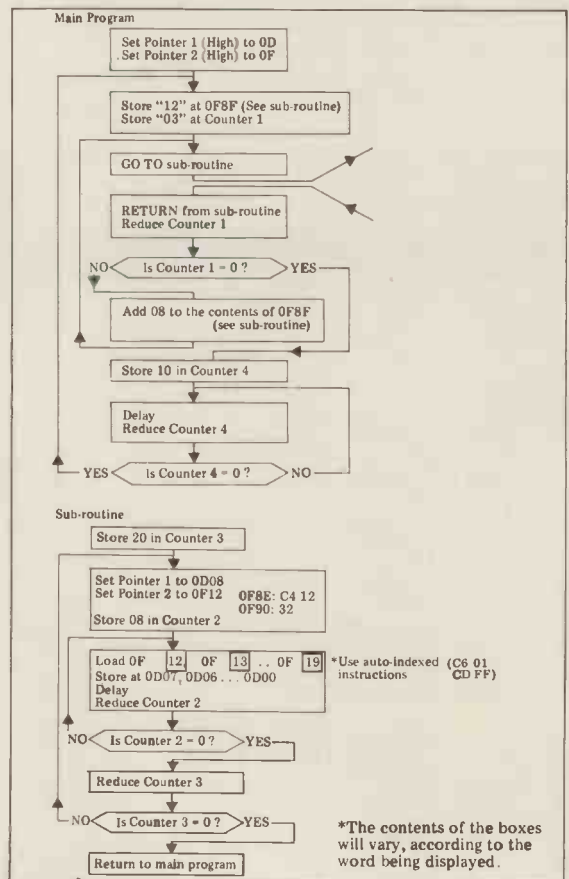 Main Program
Set Pointer 1 (High) to 0D
Set Pointer 2 (High) to 0F
Store "12" at 0F8F (See sub-routine)
Store "03" at Counter 1
GO TO sub-routine
RETURN from sub-routine
Reduce Counter 1
NO Is Counter 1 = 0 ? YES
Add 08 to the contents of 0F8F
(see sub-routine)
Store 10 in Counter 4
Delay
Reduce Counter 4
YES Is Counter 4 = 0 ? NO
Sub-routine
Store 20 in Counter 3
Set Pointer 1 to 0D08
Set Pointer 2 to 0F12 0F8E: C4 12
0F90: 32
Store 08 in Counter 2
Load 0F 12, 0F 13 .. 0F 19 *Use auto-indexed (C6 01
Store at 0D07, 0D06 ... 0D00 instructions CD FF)
Delay
Reduce Counter 2
NO Is Counter 2 = 0 ? YES
Reduce Counter 3
NO Is Counter 3 = 0 ? YES
Return to main program
*The contents of the boxes
will vary, according to the
word being displayed.